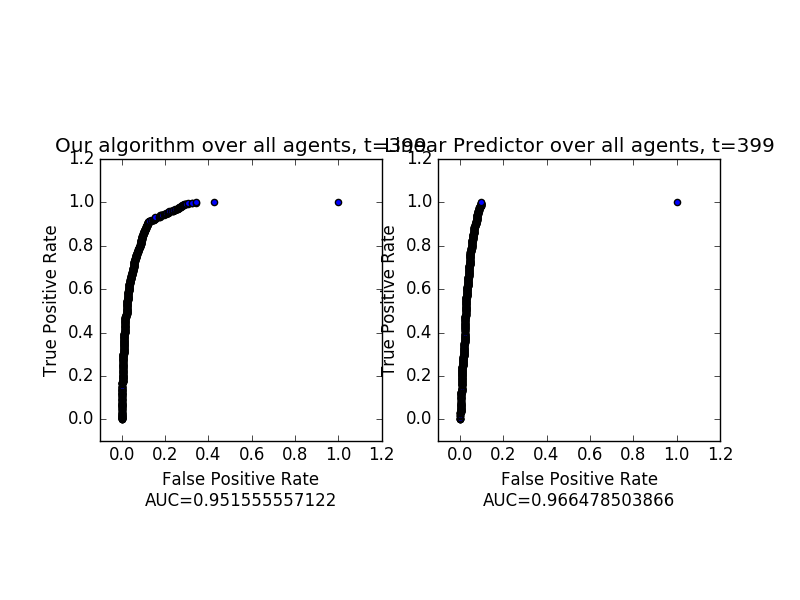 Our algorithm over all agents, t=399
Linear Predictor over all agents, t=399
1.2
1.0
0.8
0.6
0.4
0.2
0.0
True Positive Rate
0.0 0.2 0.4 0.6 0.8 1.0 1.2
False Positive Rate
AUC=0.951555557122
1.2
1.0
0.8
0.6
0.4
0.2
0.0
True Positive Rate
0.0 0.2 0.4 0.6 0.8 1.0 1.2
False Positive Rate
AUC=0.966478503866